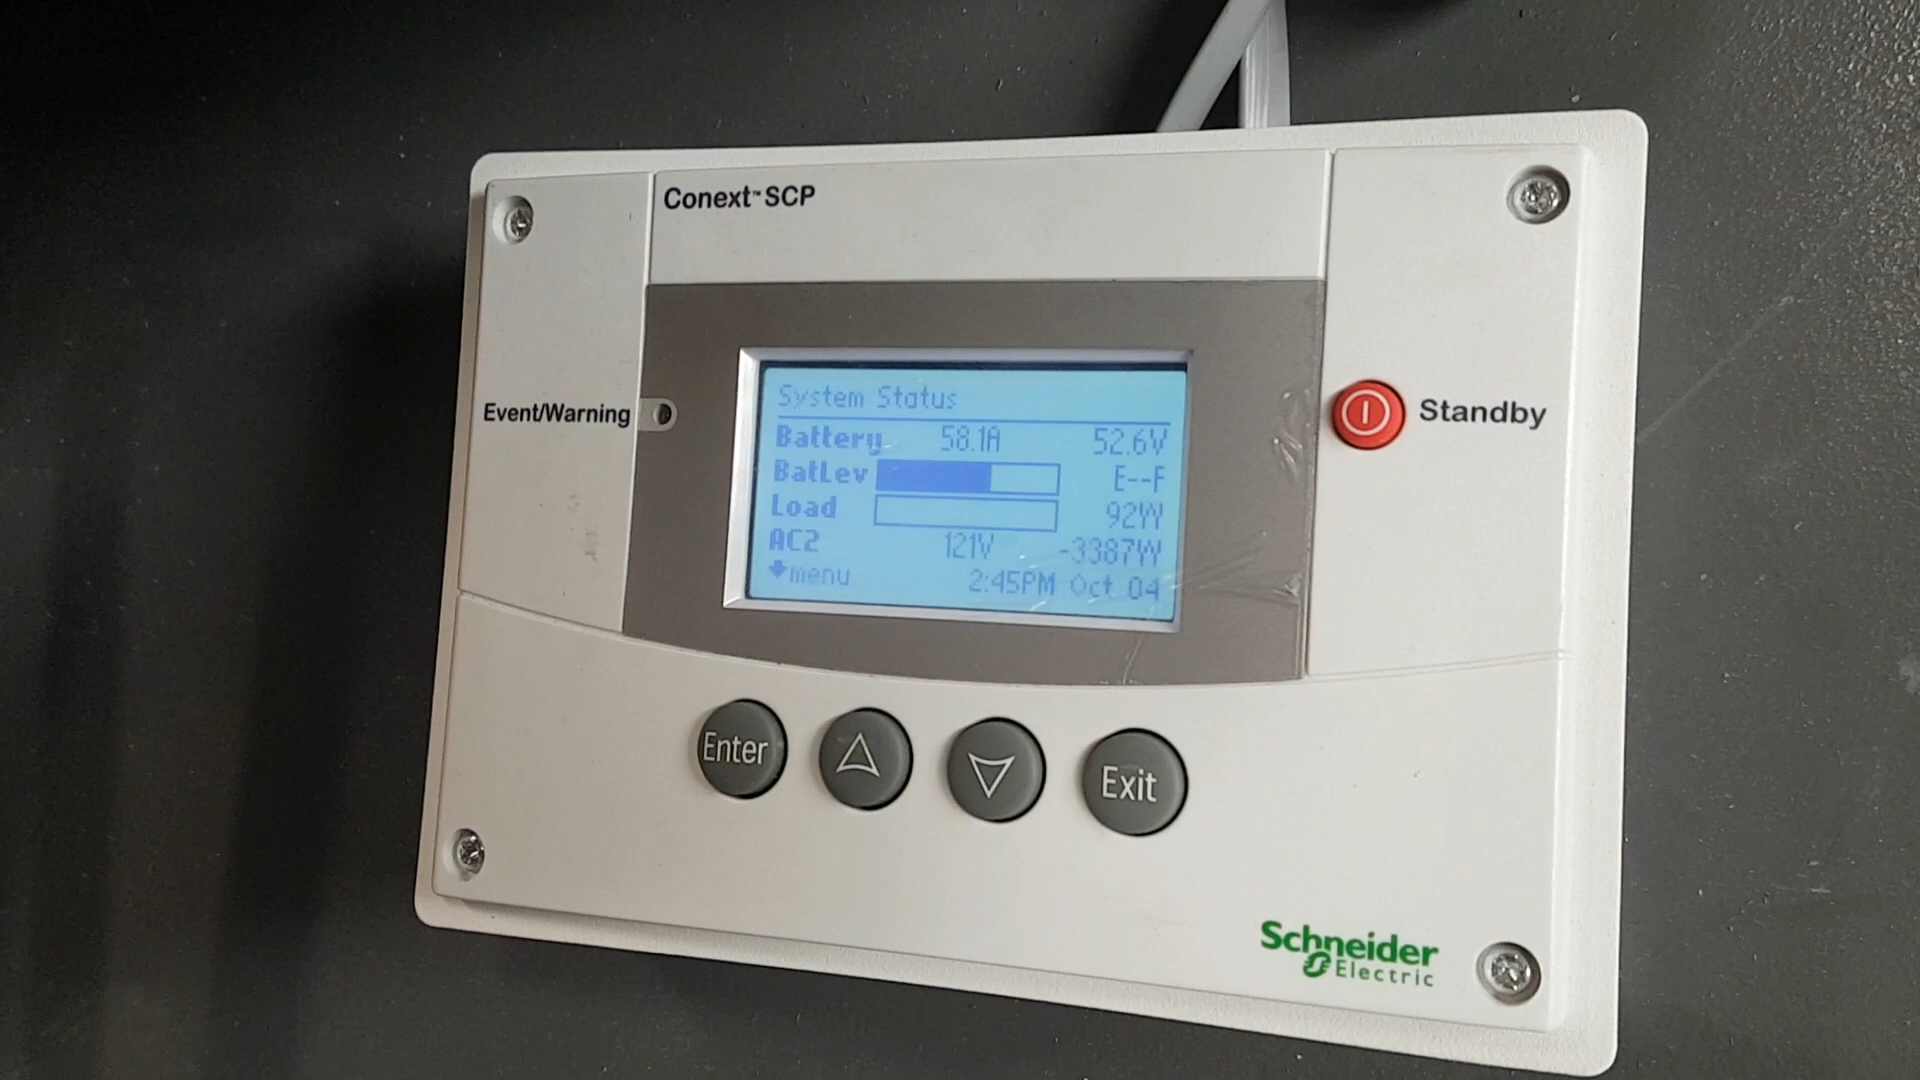 Conext™ SCP
Event/Warning
Standby
System Status
Battery 58.1A 52.6V
BatLev E--F
Load 92W
AC2 121V -3387W
menu 2:45PM Oct 04
Enter
Exit
Schneider
Electric